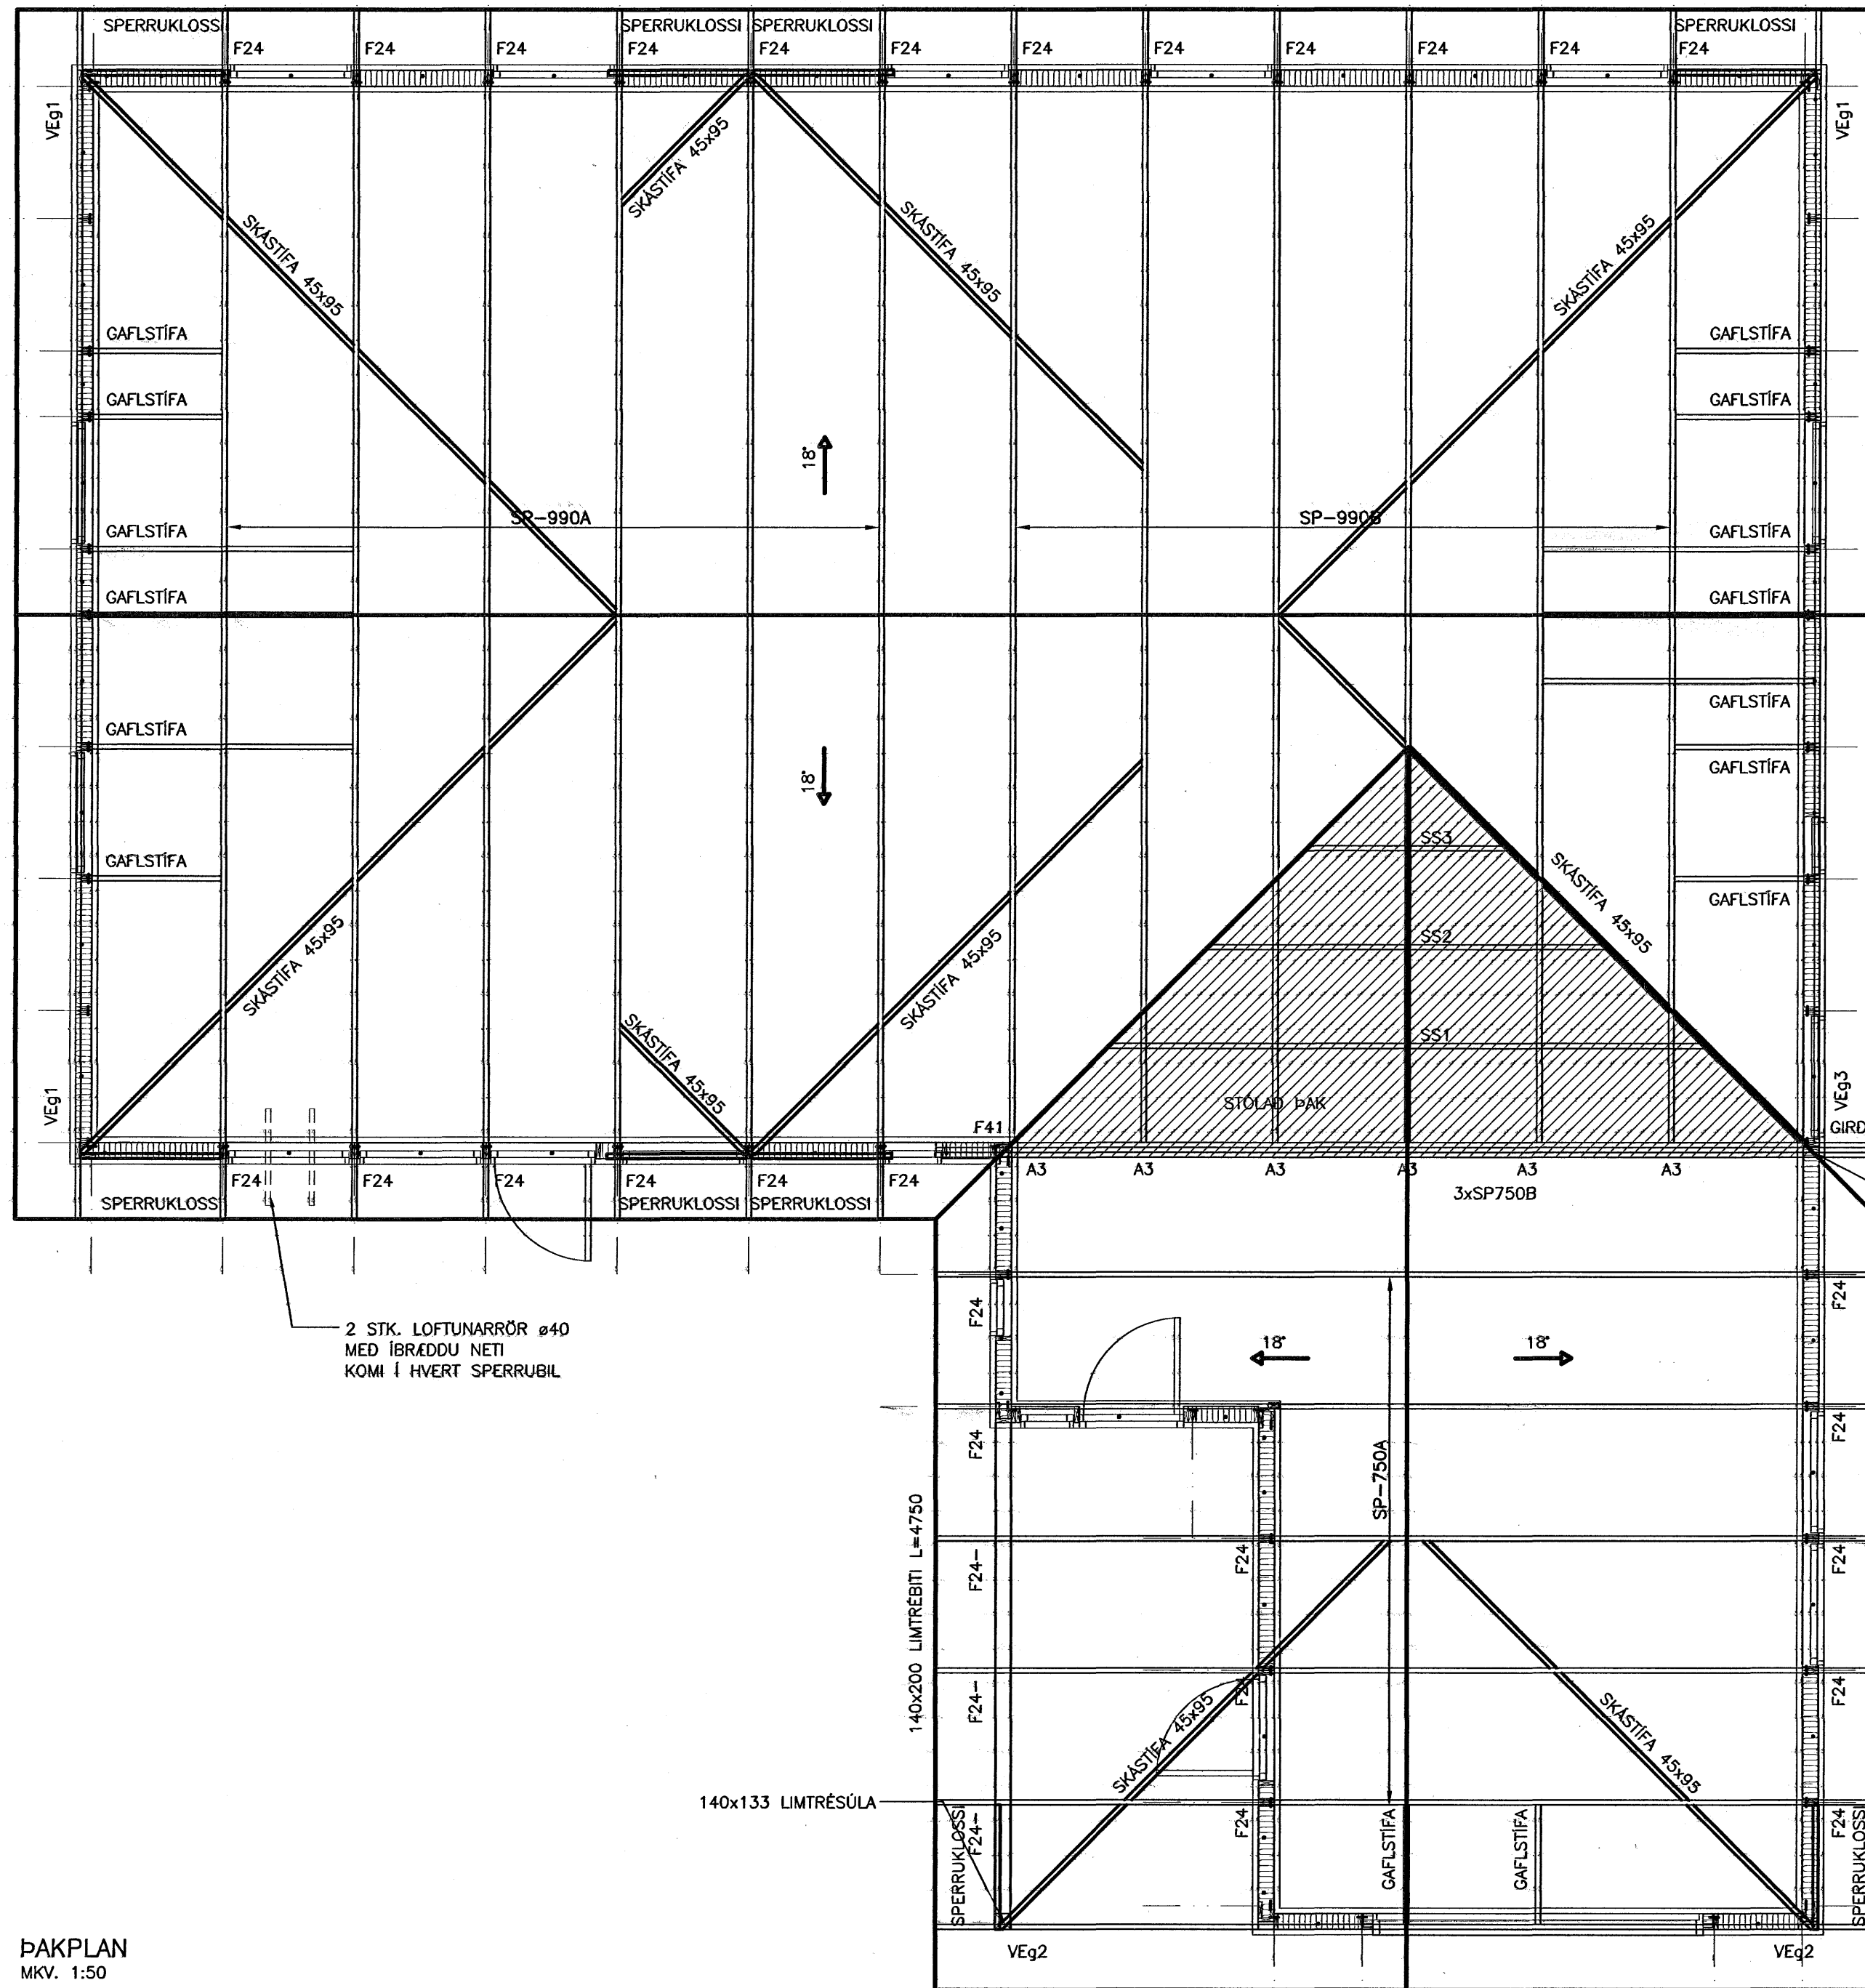 SPERRUKLOSSI SPERRUKLOSSI SPERRUKLOSSI SPERRUKLOSSI
F24 F24 F24 F24 F24 F24 F24 F24 F24 F24 F24 F24
VEg1 VEg1
SKÁSTÍFA 45x95
SKÁSTÍFA 45x95
SKÁSTÍFA 45x95
SKÁSTÍFA 45x95
GAFLSTÍFA GAFLSTÍFA
GAFLSTÍFA GAFLSTÍFA
18°
SP-990A SP-990B
GAFLSTÍFA GAFLSTÍFA
GAFLSTÍFA GAFLSTÍFA
GAFLSTÍFA
GAFLSTÍFA
GAFLSTÍFA
18°
SS3
GAFLSTÍFA
SKÁSTÍFA 45x95
GAFLSTÍFA
SKÁSTÍFA 45x95
SKÁSTÍFA 45x95
SS2
SS1
SKÁSTÍFA 45x95
VEg1
STÓLAÐ ÞAK
VEg3
F41
GIRÐ
A3 A3 A3 A3 A3 A3
F24 F24 F24 F24 F24 F24
3xSP750B
SPERRUKLOSSI SPERRUKLOSSI SPERRUKLOSSI
2 STK. LOFTUNARRÖR ø40
MEÐ ÍBRÆDDU NETI
KOMI Í HVERT SPERRUBIL
F24 F24
18° 18°
F24 F24
SP-750A
140x200 LIMTRÉBITI L=4750
F24 F24 F24
F24 F24 F24
SKÁSTÍFA 45x95
SKÁSTÍFA 45x95
140x133 LIMTRÉSÚLA
F24 F24 F24
SPERRUKLOSSI
GAFLSTÍFA
GAFLSTÍFA
SPERRUKLOSSI
VEg2 VEg2
ÞAKPLAN
MKV. 1:50